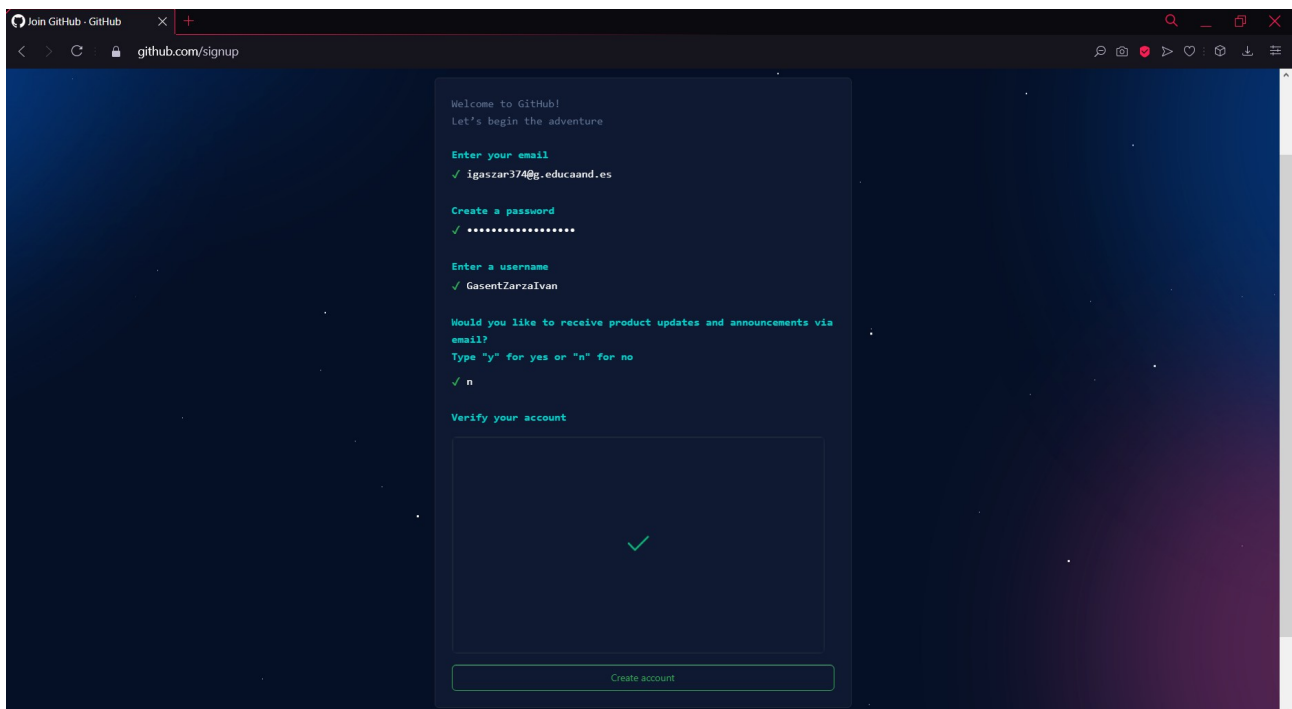 Join GitHub · GitHub
github.com/signup
Welcome to GitHub!
Let's begin the adventure
Enter your email
✓ igaszar374@g.educaand.es
Create a password
✓ ••••••••••••••••••
Enter a username
✓ GasentZarzaIvan
Would you like to receive product updates and announcements via
email?
Type "y" for yes or "n" for no
✓ n
Verify your account
Create account